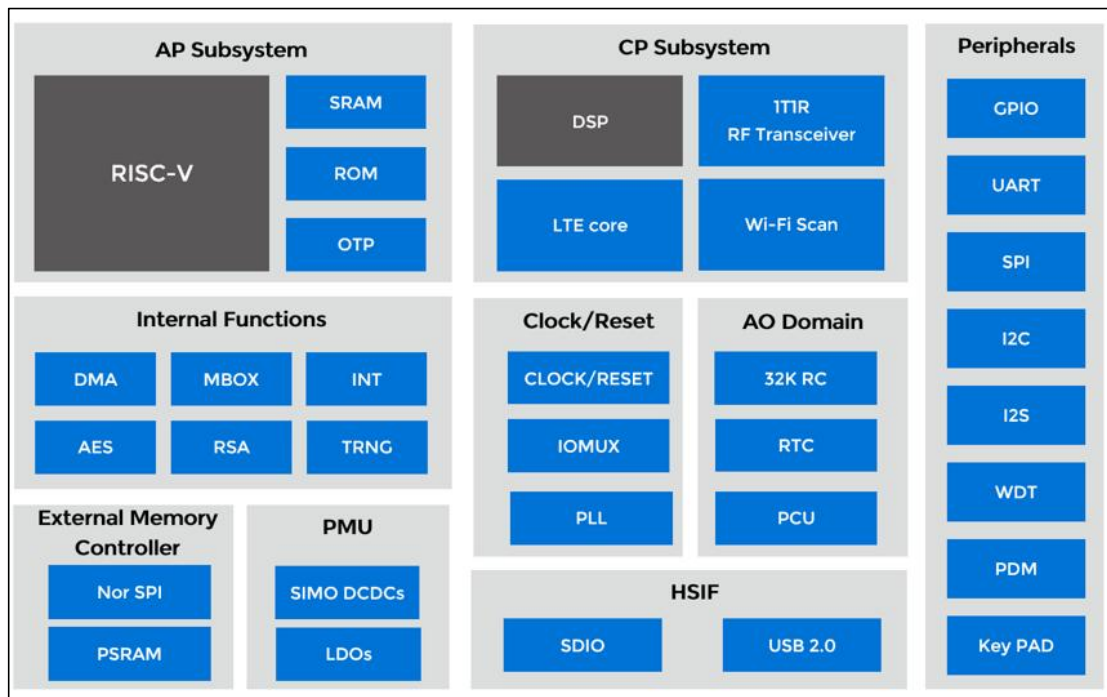 AP Subsystem
RISC-V
SRAM
ROM
OTP
CP Subsystem
DSP
1T1R
RF Transceiver
LTE core
Wi-Fi Scan
Peripherals
GPIO
UART
SPI
I2C
I2S
WDT
PDM
Key PAD
Internal Functions
DMA
MBOX
INT
AES
RSA
TRNG
Clock/Reset
CLOCK/RESET
IOMUX
PLL
AO Domain
32K RC
RTC
PCU
External Memory
Controller
Nor SPI
PSRAM
PMU
SIMO DCDCs
LDOs
HSIF
SDIO
USB 2.0